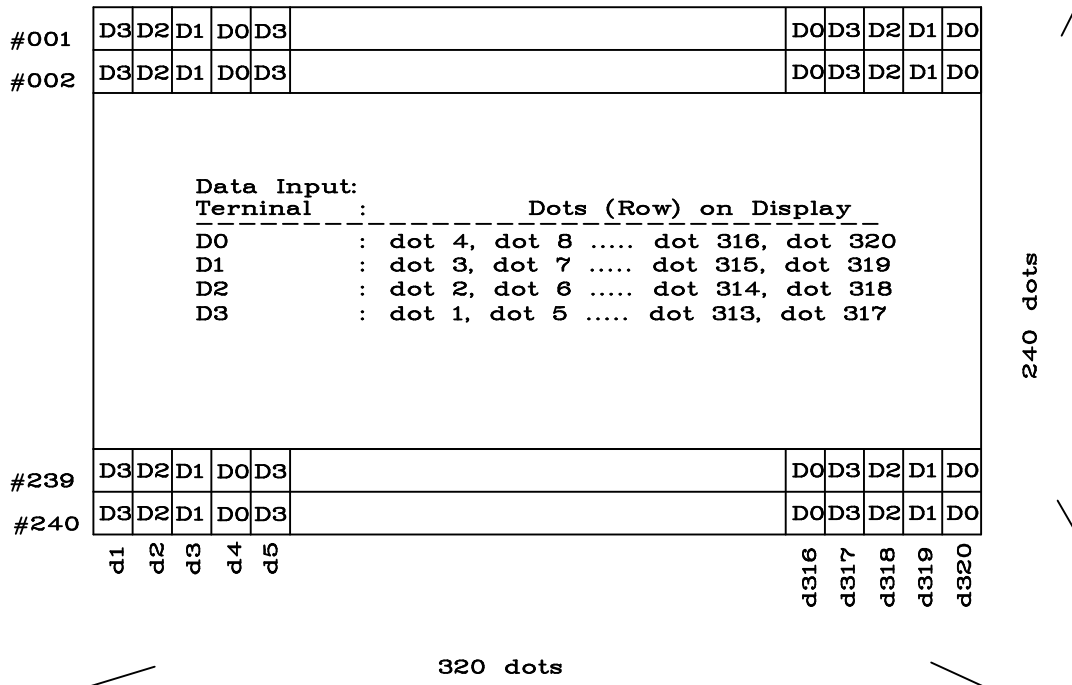 #001 D3 D2 D1 D0 D3 D0 D3 D2 D1 D0
#002 D3 D2 D1 D0 D3 D0 D3 D2 D1 D0
Data Input:
Terninal : Dots (Row) on Display
D0 : dot 4, dot 8 ..... dot 316, dot 320
D1 : dot 3, dot 7 ..... dot 315, dot 319
D2 : dot 2, dot 6 ..... dot 314, dot 318
D3 : dot 1, dot 5 ..... dot 313, dot 317
240 dots
#239 D3 D2 D1 D0 D3 D0 D3 D2 D1 D0
#240 D3 D2 D1 D0 D3 D0 D3 D2 D1 D0
d1 d2 d3 d4 d5 d316 d317 d318 d319 d320
320 dots